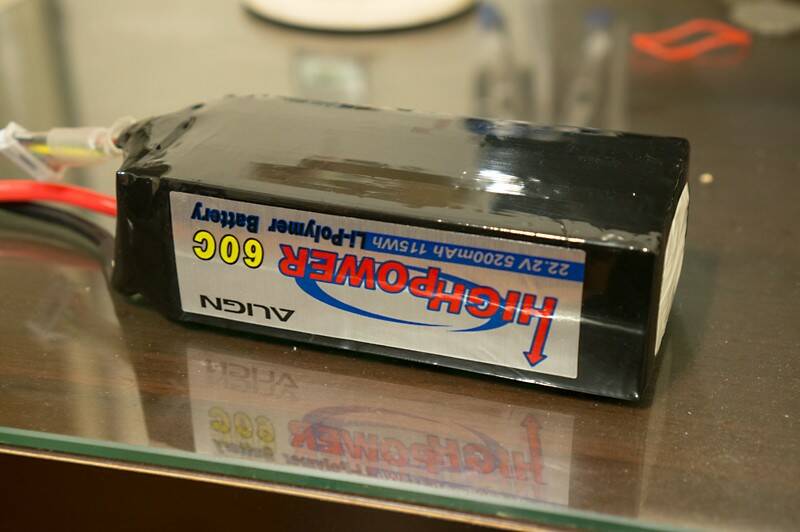 ALIGN
HIGHPOWER 60C
22.2V 5200mAh 115Wh Li-Polymer Battery